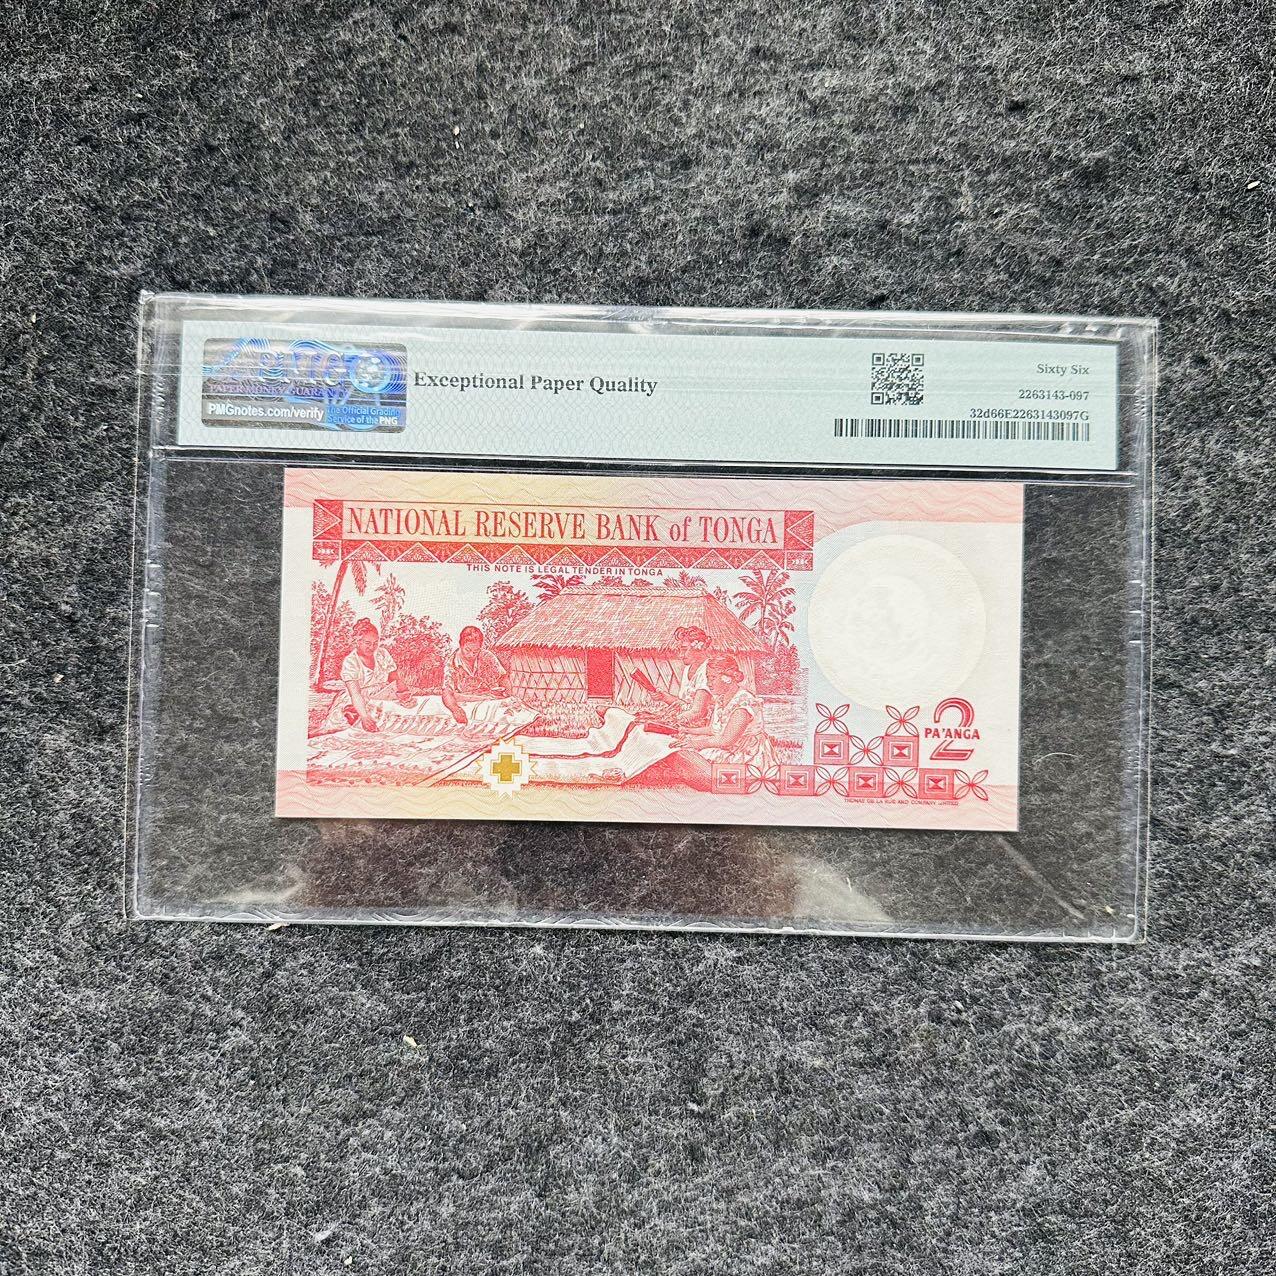 PMG
PAPER MONEY GUARANTY
PMGnotes.com/verify
The Official Grading
Service of the PNG
Exceptional Paper Quality
Sixty Six
2263143-097
32d66E2263143097G
NATIONAL RESERVE BANK of TONGA
THIS NOTE IS LEGAL TENDER IN TONGA
2
PA'ANGA
THOMAS DE LA RUE AND COMPANY LIMITED